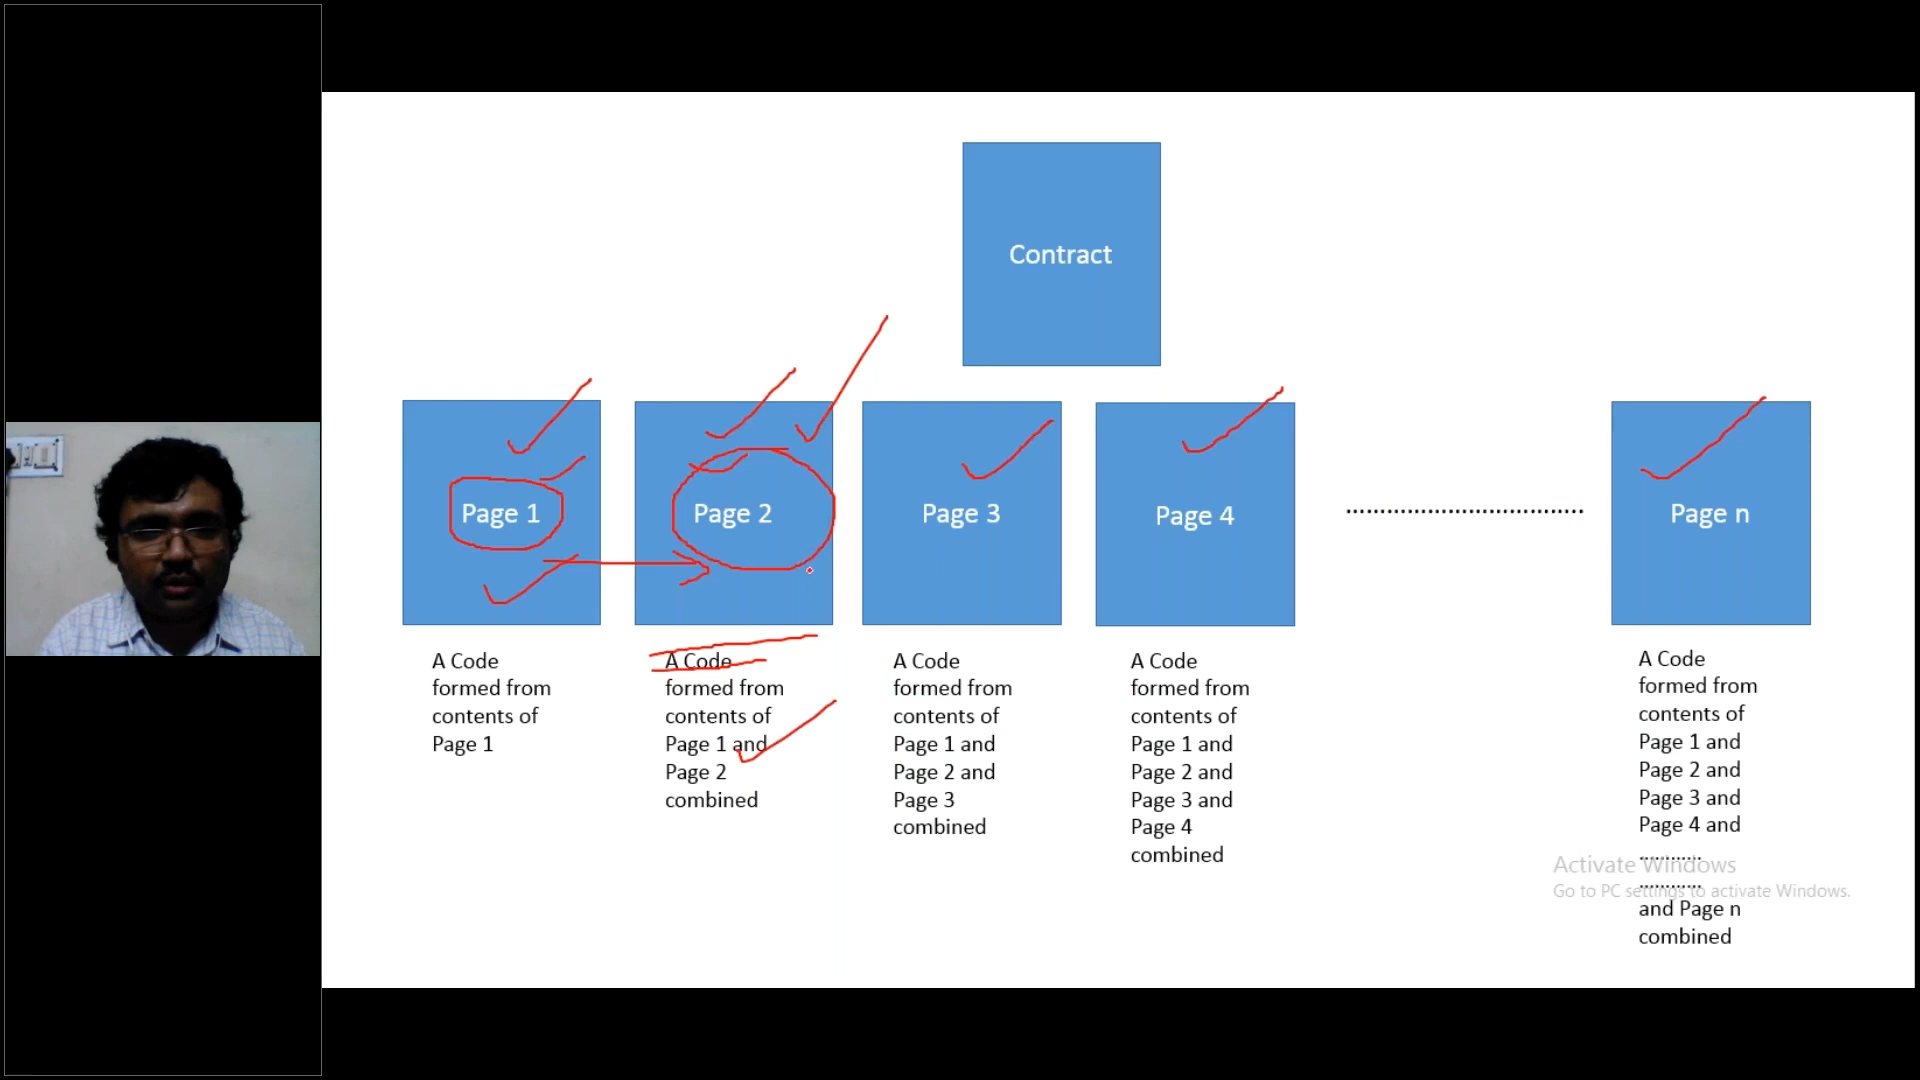 Contract
Page 1
Page 2
Page 3
Page 4
................................
Page n
A Code
formed from
contents of
Page 1
A Code
formed from
contents of
Page 1 and
Page 2
combined
A Code
formed from
contents of
Page 1 and
Page 2 and
Page 3
combined
A Code
formed from
contents of
Page 1 and
Page 2 and
Page 3 and
Page 4
combined
A Code
formed from
contents of
Page 1 and
Page 2 and
Page 3 and
Page 4 and
............
............
and Page n
combined
Activate Windows
Go to PC settings to activate Windows.